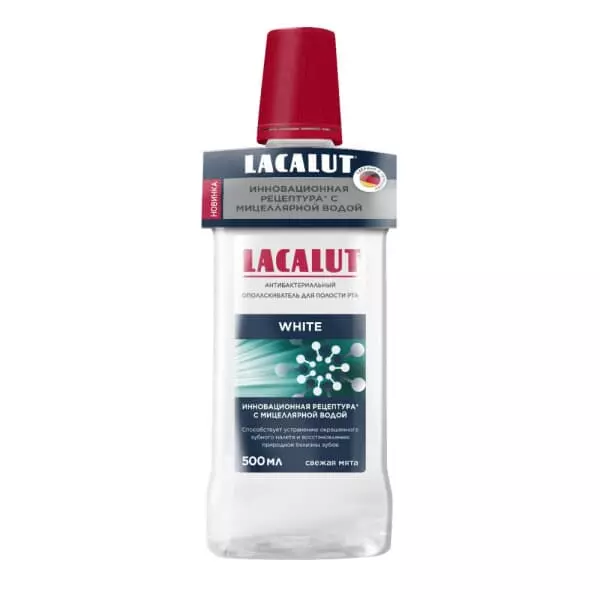 LACALUT
НОВИНКА
ИННОВАЦИОННАЯ
РЕЦЕПТУРА* С
МИЦЕЛЛЯРНОЙ ВОДОЙ
LACALUT
АНТИБАКТЕРИАЛЬНЫЙ
ОПОЛАСКИВАТЕЛЬ ДЛЯ ПОЛОСТИ РТА
WHITE
ИННОВАЦИОННАЯ РЕЦЕПТУРА*
С МИЦЕЛЛЯРНОЙ ВОДОЙ
Способствует устранению окрашенного
зубного налета и восстановлению
природной белизны зубов
500 МЛ
свежая мята